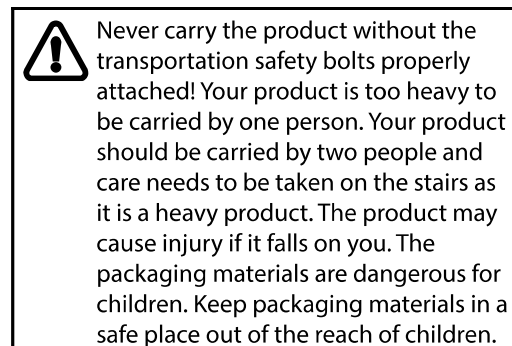 Never carry the product without the
transportation safety bolts properly
attached! Your product is too heavy to
be carried by one person. Your product
should be carried by two people and
care needs to be taken on the stairs as
it is a heavy product. The product may
cause injury if it falls on you. The
packaging materials are dangerous for
children. Keep packaging materials in a
safe place out of the reach of children.